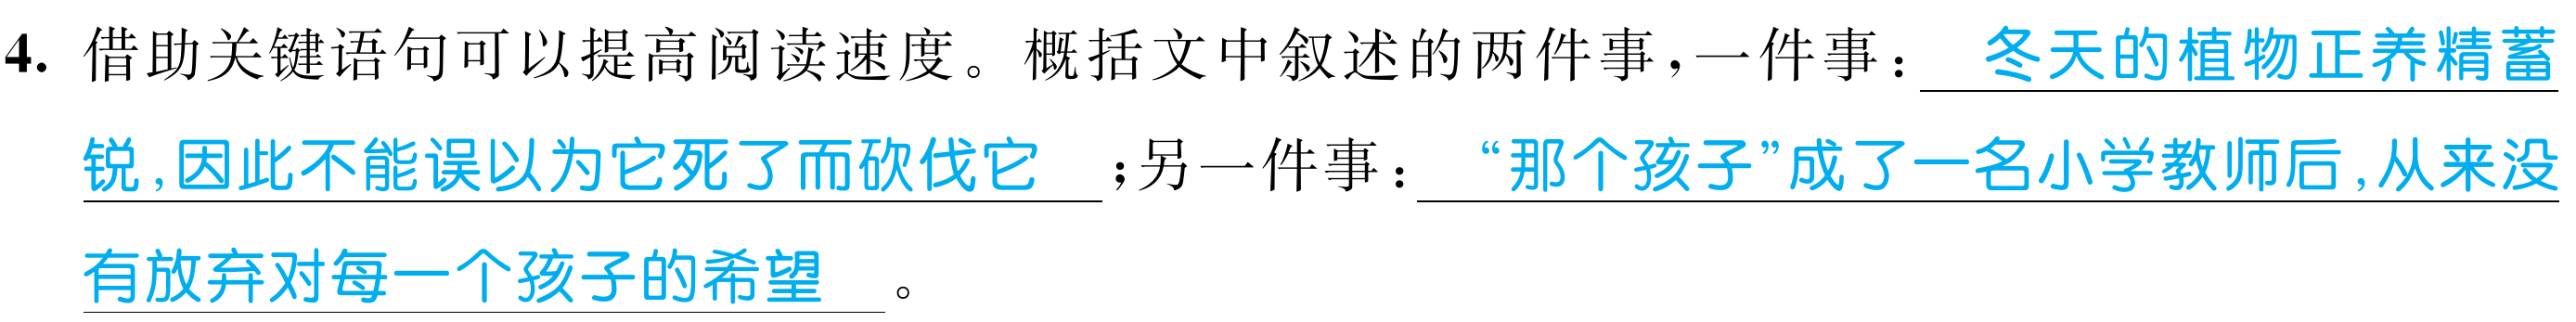 4. 借助关键语句可以提高阅读速度。概括文中叙述的两件事,一件事: 冬天的植物正养精蓄
锐,因此不能误以为它死了而砍伐它 ;另一件事: “那个孩子”成了一名小学教师后,从来没
有放弃对每一个孩子的希望 。